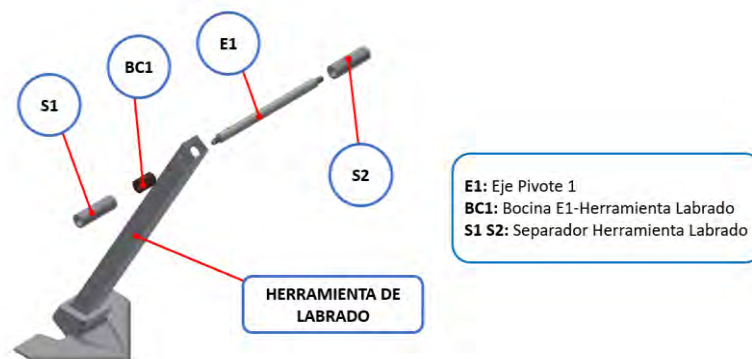 E1
BC1
S1
S2
E1: Eje Pivote 1
BC1: Bocina E1-Herramienta Labrado
S1 S2: Separador Herramienta Labrado
HERRAMIENTA DE
LABRADO